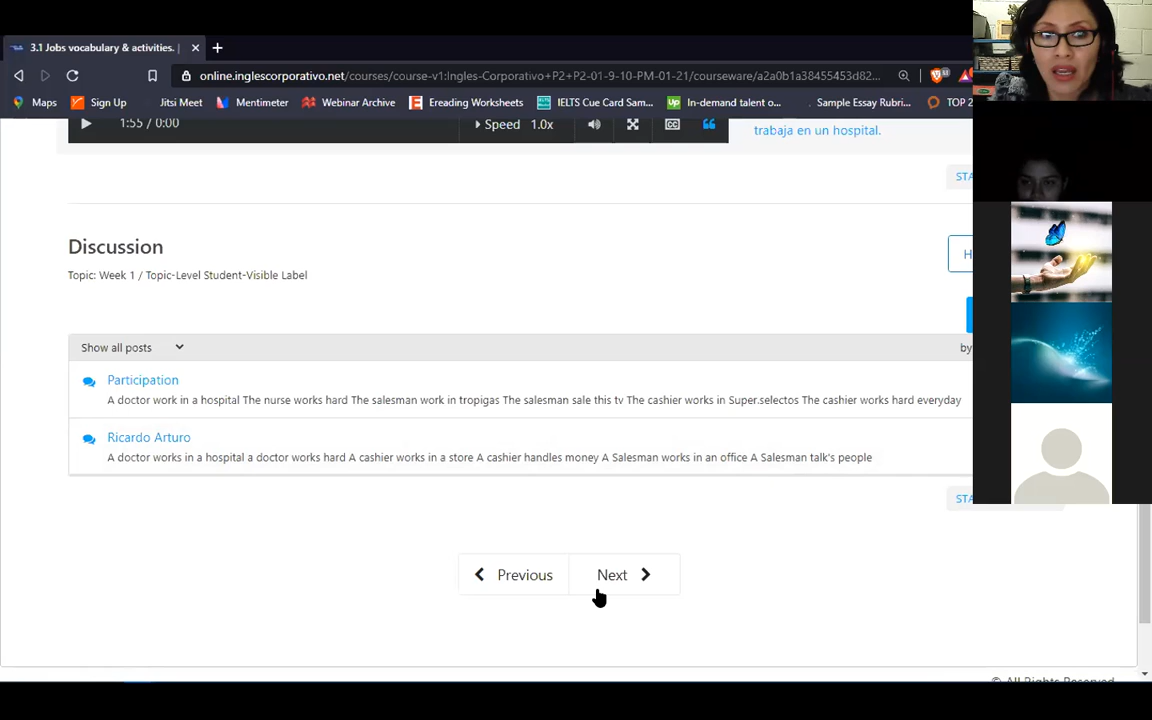 3.1 Jobs vocabulary & activities. |
online.inglescorporativo.net/courses/course-v1:Ingles-Corporativo+P2+P2-01-9-10-PM-01-21/courseware/a2a0b1a38455453d82...
Maps Sign Up Jitsi Meet Mentimeter Webinar Archive Ereading Worksheets IELTS Cue Card Sam... In-demand talent o... Sample Essay Rubri... TOP 2
1:55 / 0:00 Speed 1.0x
trabaja en un hospital.
STA
Discussion
H
Topic: Week 1 / Topic-Level Student-Visible Label
Show all posts by
Participation
A doctor work in a hospital The nurse works hard The salesman work in tropigas The salesman sale this tv The cashier works in Super.selectos The cashier works hard everyday
Ricardo Arturo
A doctor works in a hospital a doctor works hard A cashier works in a store A cashier handles money A Salesman works in an office A Salesman talk's people
STA
Previous Next
© All Rights Reserved